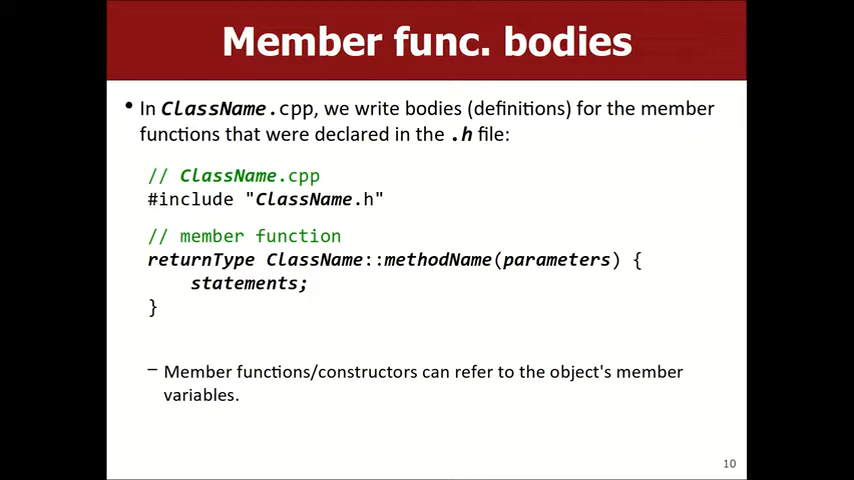 Member func. bodies
• In ClassName.cpp, we write bodies (definitions) for the member
functions that were declared in the .h file:
// ClassName.cpp
#include "ClassName.h"
// member function
returnType ClassName::methodName(parameters) {
statements;
}
– Member functions/constructors can refer to the object's member
variables.
10